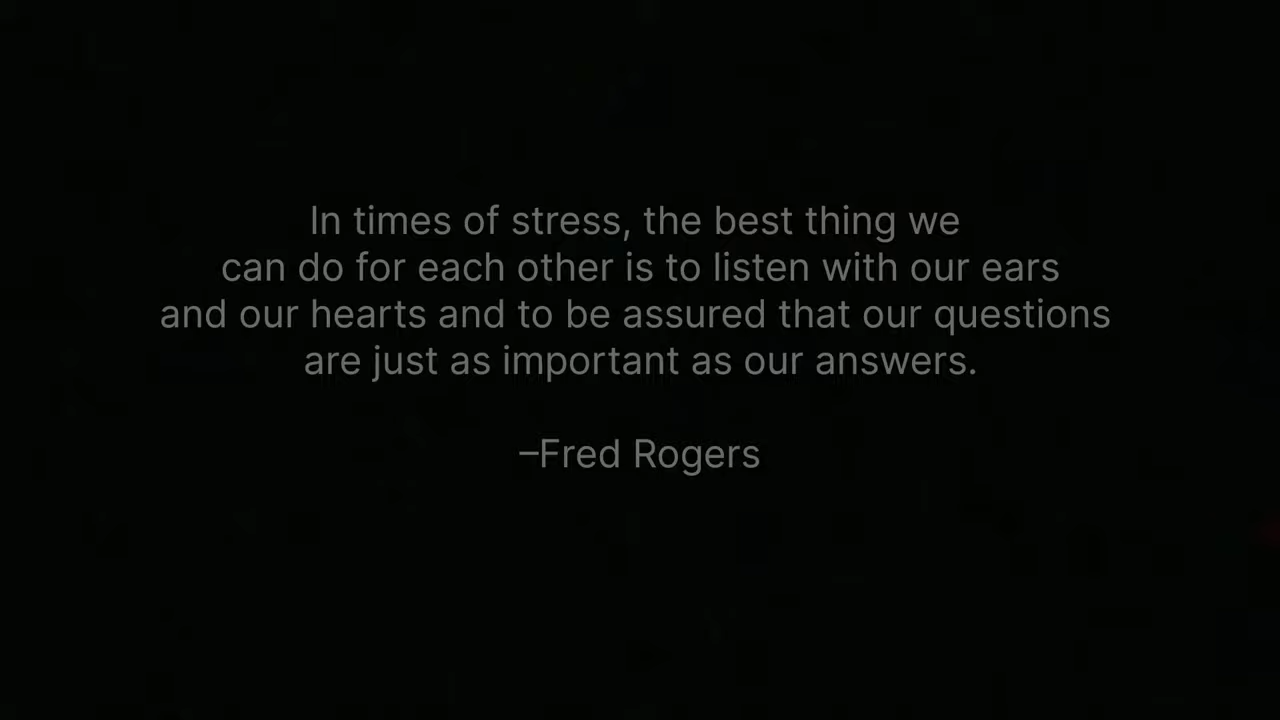 In times of stress, the best thing we
can do for each other is to listen with our ears
and our hearts and to be assured that our questions
are just as important as our answers.
–Fred Rogers